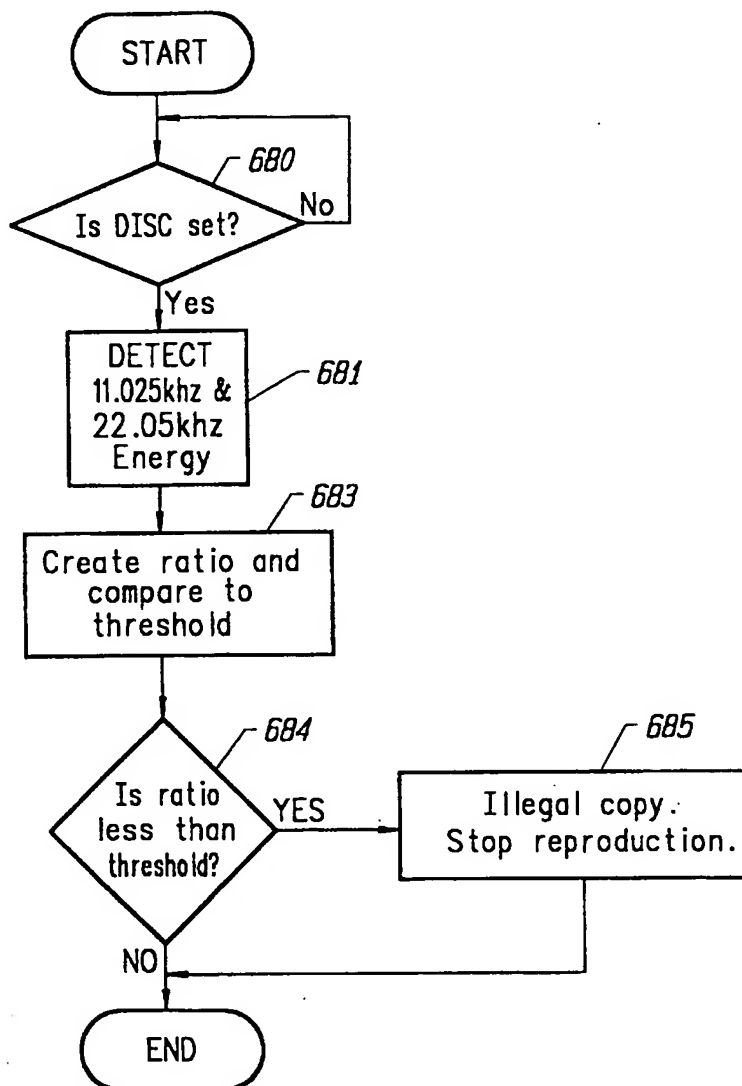 START
680
Is DISC set?
No
Yes
DETECT
11.025khz &
22.05khz
Energy
681
683
Create ratio and
compare to
threshold
684
Is ratio
less than
threshold?
YES
685
Illegal copy.
Stop reproduction.
NO
END